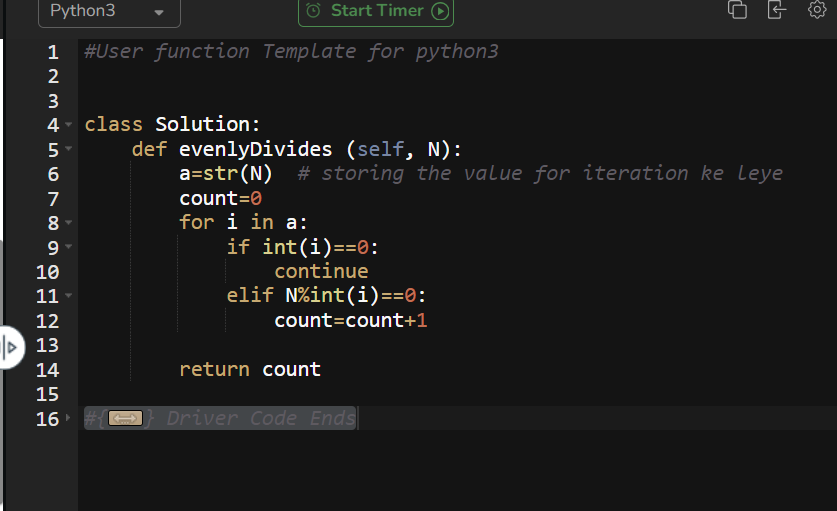 Python3
Start Timer
1 #User function Template for python3
2
3
4 class Solution:
5     def evenlyDivides (self, N):
6         a=str(N)  # storing the value for iteration ke leye
7         count=0
8         for i in a:
9             if int(i)==0:
10                 continue
11             elif N%int(i)==0:
12                 count=count+1
13
14         return count
15
16 #{ } Driver Code Ends